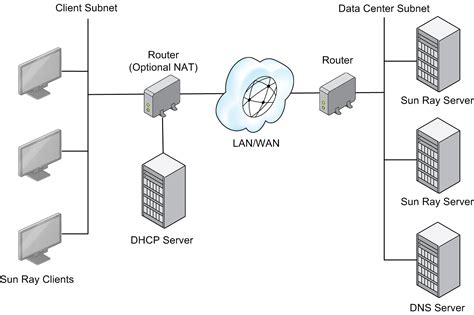 Client Subnet
Data Center Subnet
Router
(Optional NAT)
Router
Sun Ray Server
LAN/WAN
Sun Ray Server
DHCP Server
Sun Ray Clients
DNS Server